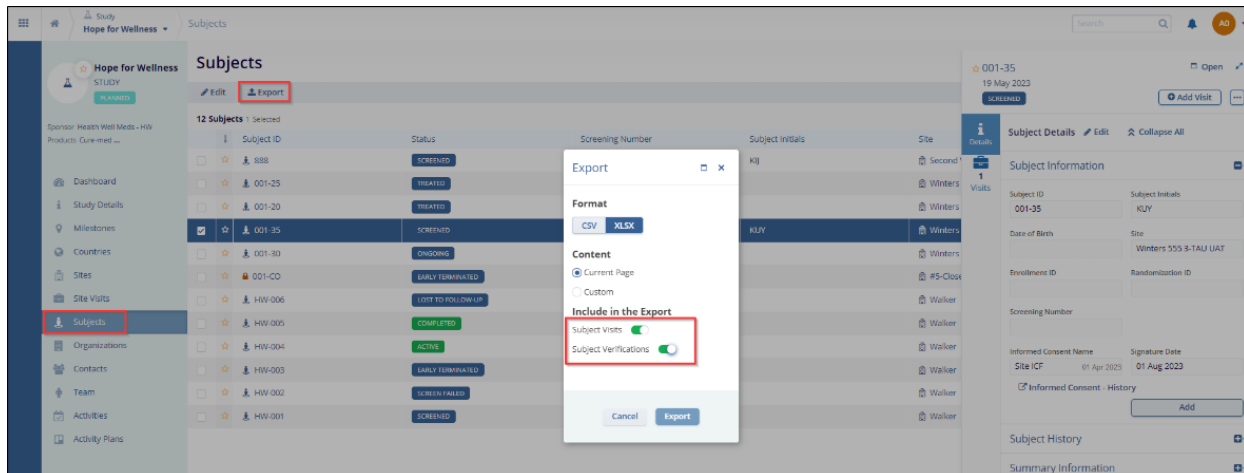 Study
Hope for Wellness
Subjects
Search
AO
Hope for Wellness
STUDY
PLANNED
Sponsor: Health Well Meds - HW
Products: Cure-med ...
Dashboard
Study Details
Milestones
Countries
Sites
Site Visits
Subjects
Organizations
Contacts
Team
Activities
Activity Plans
Subjects
Edit
Export
12 Subjects 1 Selected
Subject ID Status Screening Number Subject Initials Site
888 SCREENED KIJ Second
001-25 TREATED Winters
001-20 TREATED Winters
001-35 SCREENED KUY Winters
001-30 ONGOING Winters
001-CO EARLY TERMINATED #5-Close
HW-006 LOST TO FOLLOW-UP Walker
HW-005 COMPLETED Walker
HW-004 ACTIVE Walker
HW-003 EARLY TERMINATED Walker
HW-002 SCREEN FAILED Walker
HW-001 SCREENED Walker
Export
Format
CSV XLSX
Content
Current Page
Custom
Include in the Export
Subject Visits
Subject Verifications
Cancel Export
001-35 Open
19 May 2023
SCREENED Add Visit
Details
1
Visits
Subject Details Edit Collapse All
Subject Information
Subject ID Subject Initials
001-35 KUY
Date of Birth Site
Winters 555 3-TAU UAT
Enrollment ID Randomization ID
Screening Number
Informed Consent Name Signature Date
Site ICF 01 Apr 2023 01 Aug 2023
Informed Consent - History
Add
Subject History
Summary Information